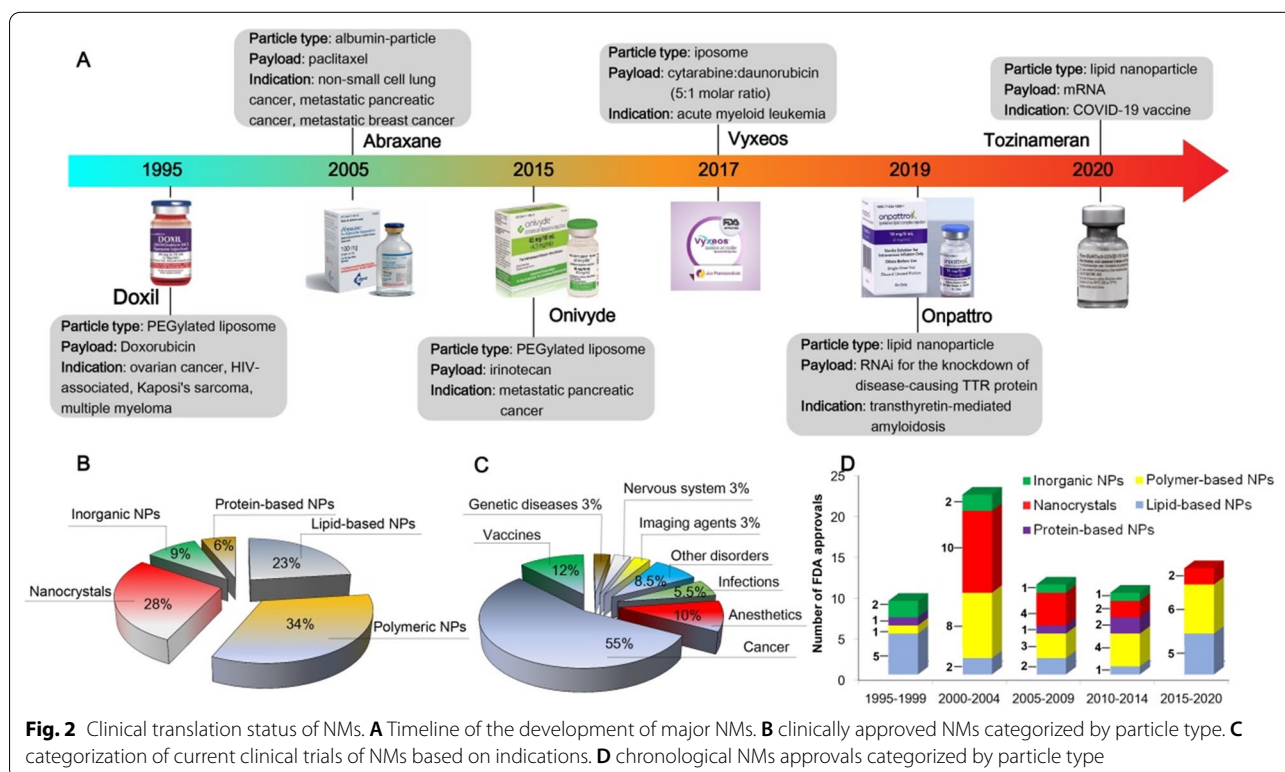 A
Particle type: albumin-particle
Payload: paclitaxel
Indication: non-small cell lung
cancer, metastatic pancreatic
cancer, metastatic breast cancer
Abraxane
Particle type: iposome
Payload: cytarabine:daunorubicin
(5:1 molar ratio)
Indication: acute myeloid leukemia
Vyxeos
Particle type: lipid nanoparticle
Payload: mRNA
Indication: COVID-19 vaccine
Tozinameran
1995
2005
2015
2017
2019
2020
DOXIL
100 mg
onivyde
Vyxeos
FDA
onpattro
Doxil
Particle type: PEGylated liposome
Payload: Doxorubicin
Indication: ovarian cancer, HIV-
associated, Kaposi's sarcoma,
multiple myeloma
Onivyde
Particle type: PEGylated liposome
Payload: irinotecan
Indication: metastatic pancreatic
cancer
Onpattro
Particle type: lipid nanoparticle
Payload: RNAi for the knockdown of
disease-causing TTR protein
Indication: transthyretin-mediated
amyloidosis
B
Inorganic NPs
Protein-based NPs
Lipid-based NPs
9%
6%
23%
Nanocrystals
28%
34%
Polymeric NPs
C
Genetic diseases 3%
Nervous system 3%
Imaging agents 3%
Vaccines
Other disorders
12%
8.5%
Infections
5.5%
Anesthetics
10%
55%
Cancer
D
Number of FDA approvals
25
20
15
10
5
0
Inorganic NPs
Polymer-based NPs
Nanocrystals
Lipid-based NPs
Protein-based NPs
2
1
1
5
2
10
8
2
1
4
1
3
2
1
2
2
4
1
2
6
5
1995-1999
2000-2004
2005-2009
2010-2014
2015-2020
Fig. 2 Clinical translation status of NMs. A Timeline of the development of major NMs. B clinically approved NMs categorized by particle type. C
categorization of current clinical trials of NMs based on indications. D chronological NMs approvals categorized by particle type